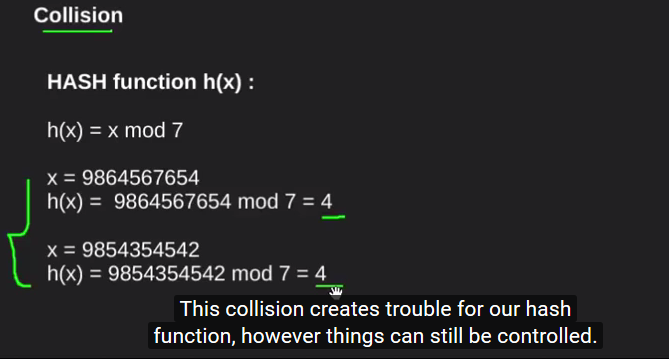 Collision
HASH function h(x) :
h(x) = x mod 7
x = 9864567654
h(x) =  9864567654 mod 7 = 4
x = 9854354542
h(x) = 9854354542 mod 7 = 4
This collision creates trouble for our hash
function, however things can still be controlled.